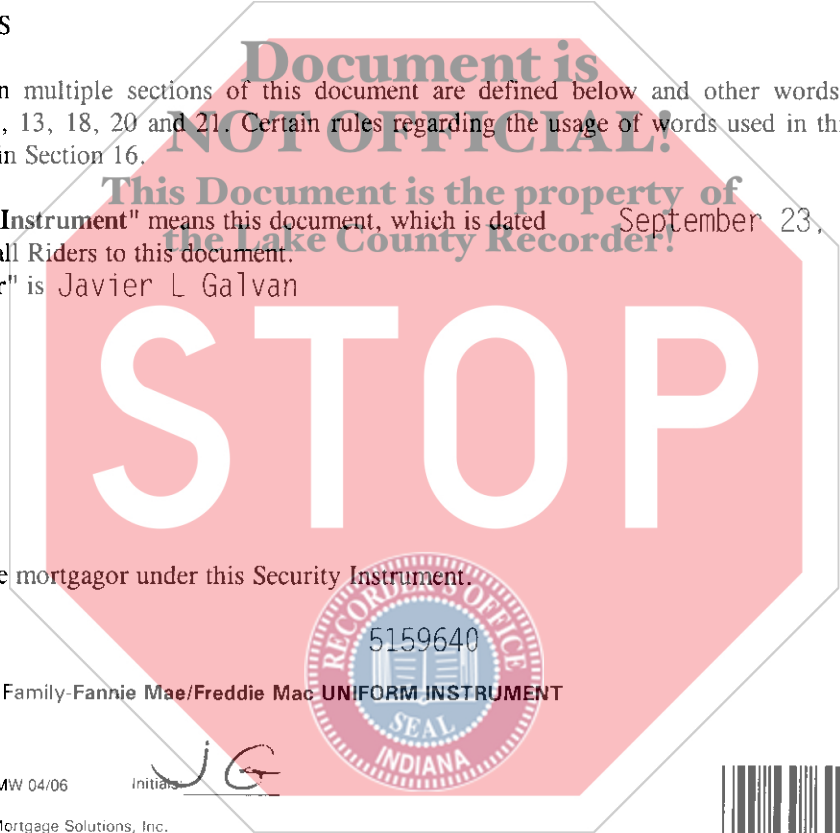 S
Document is
n multiple sections of this document are defined below and other words
, 13, 18, 20 and 21. Certain rules regarding the usage of words used in thi
NOT OFFICIAL!
in Section 16.
This Document is the property of
Instrument" means this document, which is dated September 23,
the Lake County Recorder!
all Riders to this document.
r" is Javier L Galvan
STOP
e mortgagor under this Security Instrument.
RECORDER'S OFFICE
5159640
Family-Fannie Mae/Freddie Mac UNIFORM INSTRUMENT
SEAL
INDIANA
MW 04/06 Initials: JG
Mortgage Solutions, Inc.